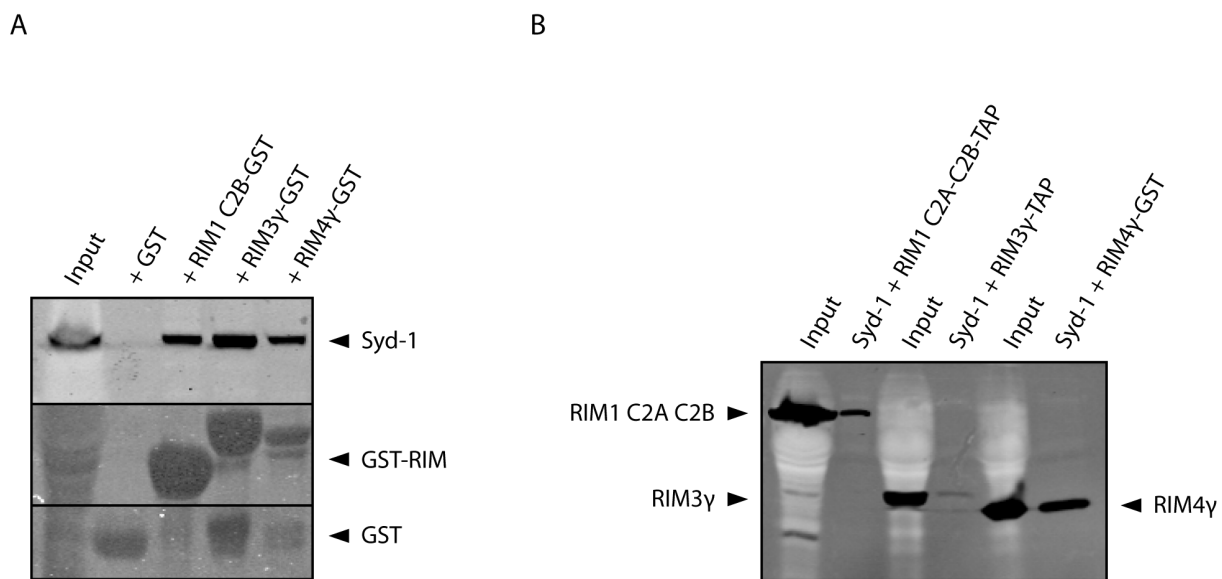 A
Input
+ GST
+ RIM1 C2B-GST
+ RIM3γ-GST
+ RIM4γ-GST
Syd-1
GST-RIM
GST
B
Input
Syd-1 + RIM1 C2A-C2B-TAP
Input
Syd-1 + RIM3γ-TAP
Input
Syd-1 + RIM4γ-GST
RIM1 C2A C2B
RIM3γ
RIM4γ